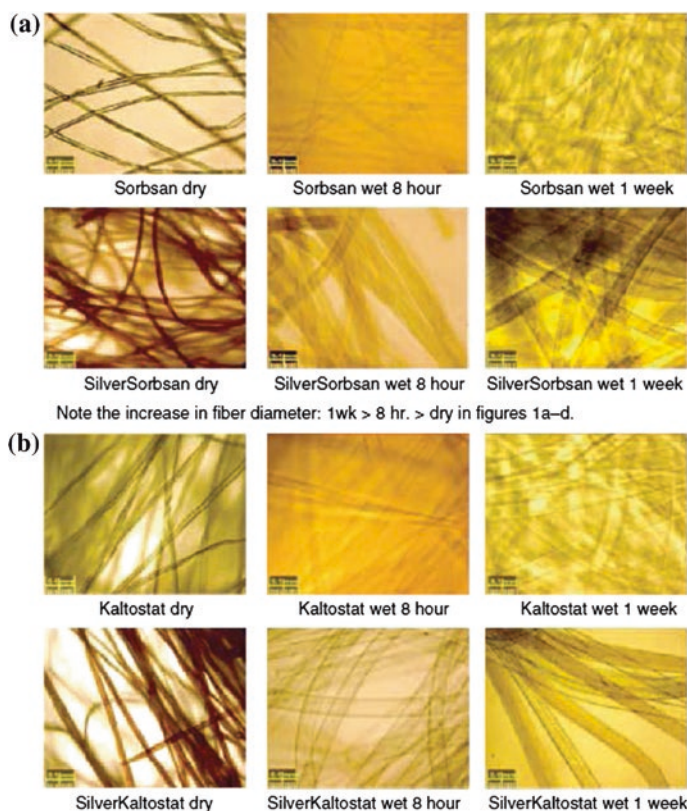 (a)
Sorbsan dry Sorbsan wet 8 hour Sorbsan wet 1 week
SilverSorbsan dry SilverSorbsan wet 8 hour SilverSorbsan wet 1 week
Note the increase in fiber diameter: 1wk > 8 hr. > dry in figures 1a–d.
(b)
Kaltostat dry Kaltostat wet 8 hour Kaltostat wet 1 week
SilverKaltostat dry SilverKaltostat wet 8 hour SilverKaltostat wet 1 week